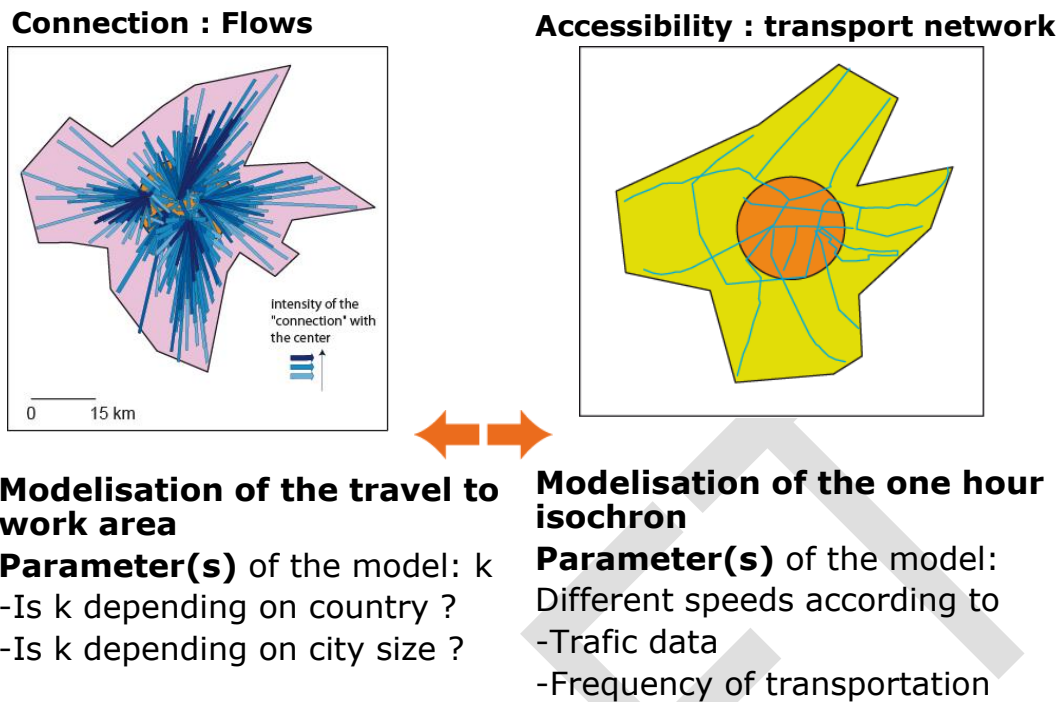 Connection : Flows
Intensity of the
"connection" with
the center
0 15 km
Modelisation of the travel to
work area
Parameter(s) of the model: k
-Is k depending on country ?
-Is k depending on city size ?
Accessibility : transport network
Modelisation of the one hour
isochron
Parameter(s) of the model:
Different speeds according to
-Trafic data
-Frequency of transportation